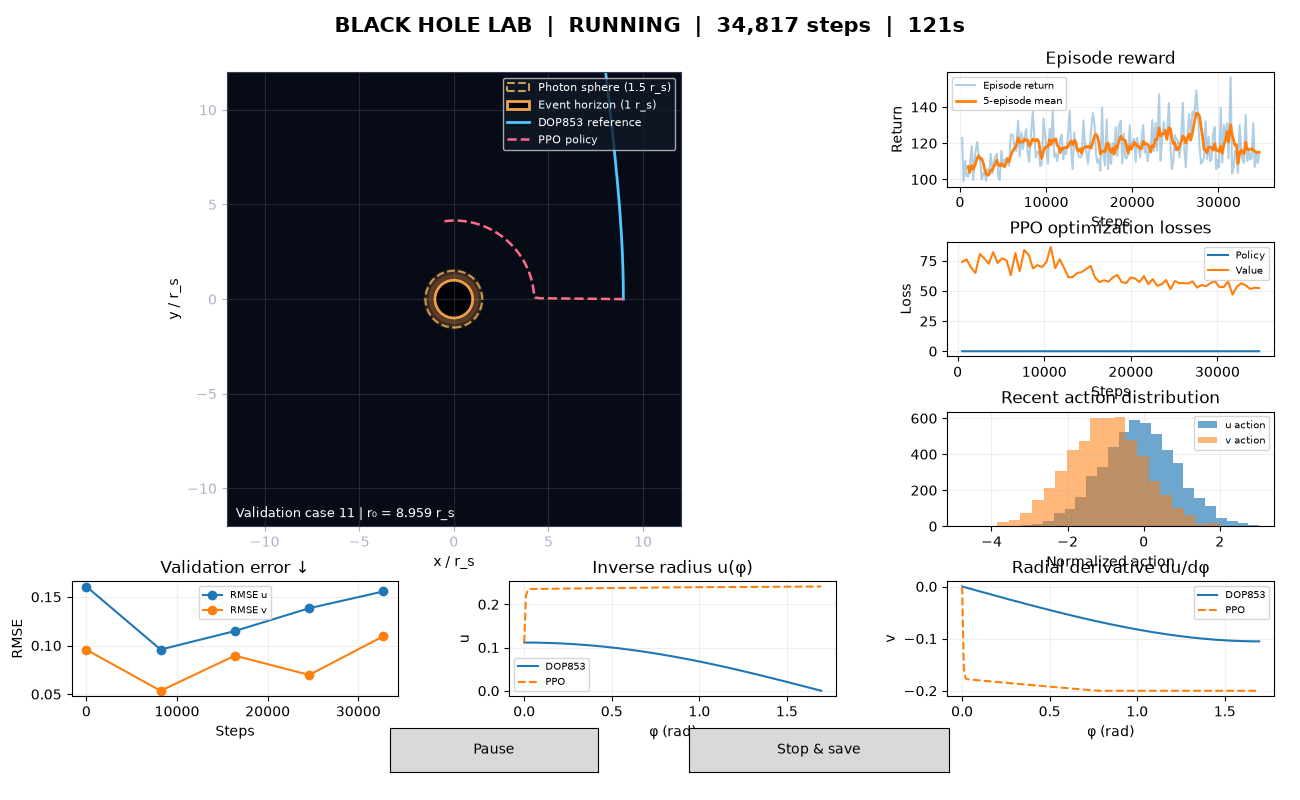 BLACK HOLE LAB | RUNNING | 34,817 steps | 121s
Photon sphere (1.5 r_s)
Event horizon (1 r_s)
DOP853 reference
PPO policy
10
5
0
−5
−10
y / r_s
Validation case 11 | r₀ = 8.959 r_s
−10 −5 0 5 10
x / r_s
Episode reward
Episode return
5-episode mean
140
120
100
Return
0 10000 20000 30000
Steps
PPO optimization losses
Policy
Value
75
50
25
0
Loss
0 10000 20000 30000
Steps
Recent action distribution
u action
v action
600
400
200
0
−4 −2 0 2
Normalized action
Validation error ↓
RMSE u
RMSE v
0.15
0.10
0.05
RMSE
0 10000 20000 30000
Steps
Inverse radius u(φ)
0.2
0.1
0.0
u
DOP853
PPO
0.0 0.5 1.0 1.5
φ (rad)
Radial derivative du/dφ
DOP853
PPO
0.0
−0.1
−0.2
v
0.0 0.5 1.0 1.5
φ (rad)
Pause
Stop & save